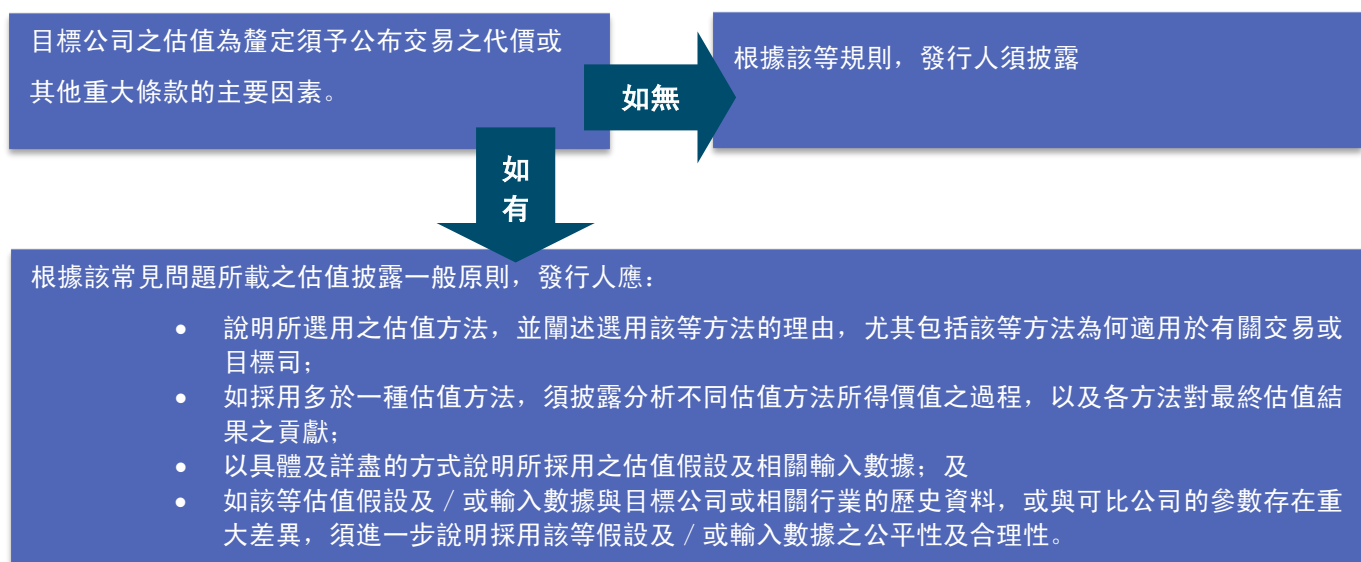 目標公司之估值為釐定須予公布交易之代價或
其他重大條款的主要因素。
如無
根據該等規則，發行人須披露
如
有
根據該常見問題所載之估值披露一般原則，發行人應：
• 說明所選用之估值方法，並闡述選用該等方法的理由，尤其包括該等方法為何適用於有關交易或
目標司；
• 如採用多於一種估值方法，須披露分析不同估值方法所得價值之過程，以及各方法對最終估值結
果之貢獻；
• 以具體及詳盡的方式說明所採用之估值假設及相關輸入數據；及
• 如該等估值假設及／或輸入數據與目標公司或相關行業的歷史資料，或與可比公司的參數存在重
大差異，須進一步說明採用該等假設及／或輸入數據之公平性及合理性。